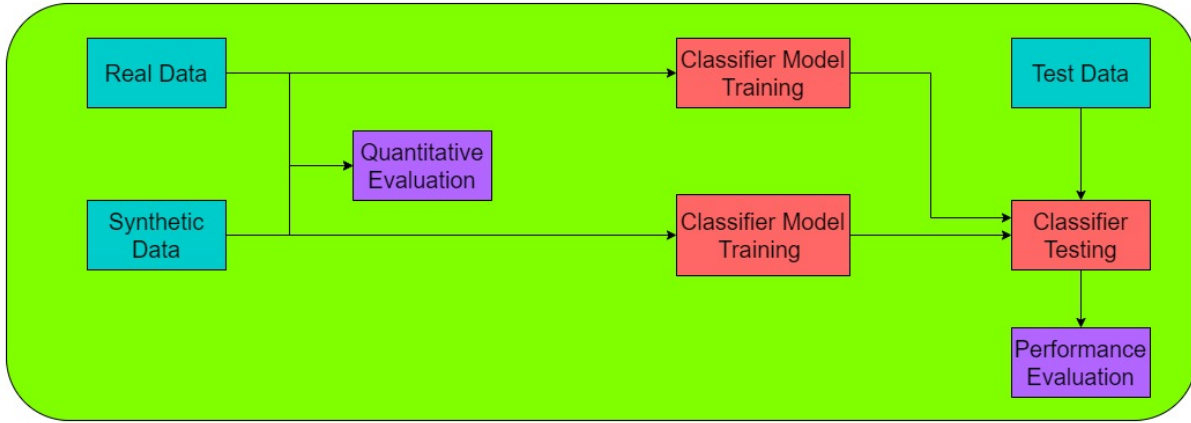 Real Data
Classifier Model
Training
Test Data
Quantitative
Evaluation
Synthetic
Data
Classifier Model
Training
Classifier
Testing
Performance
Evaluation